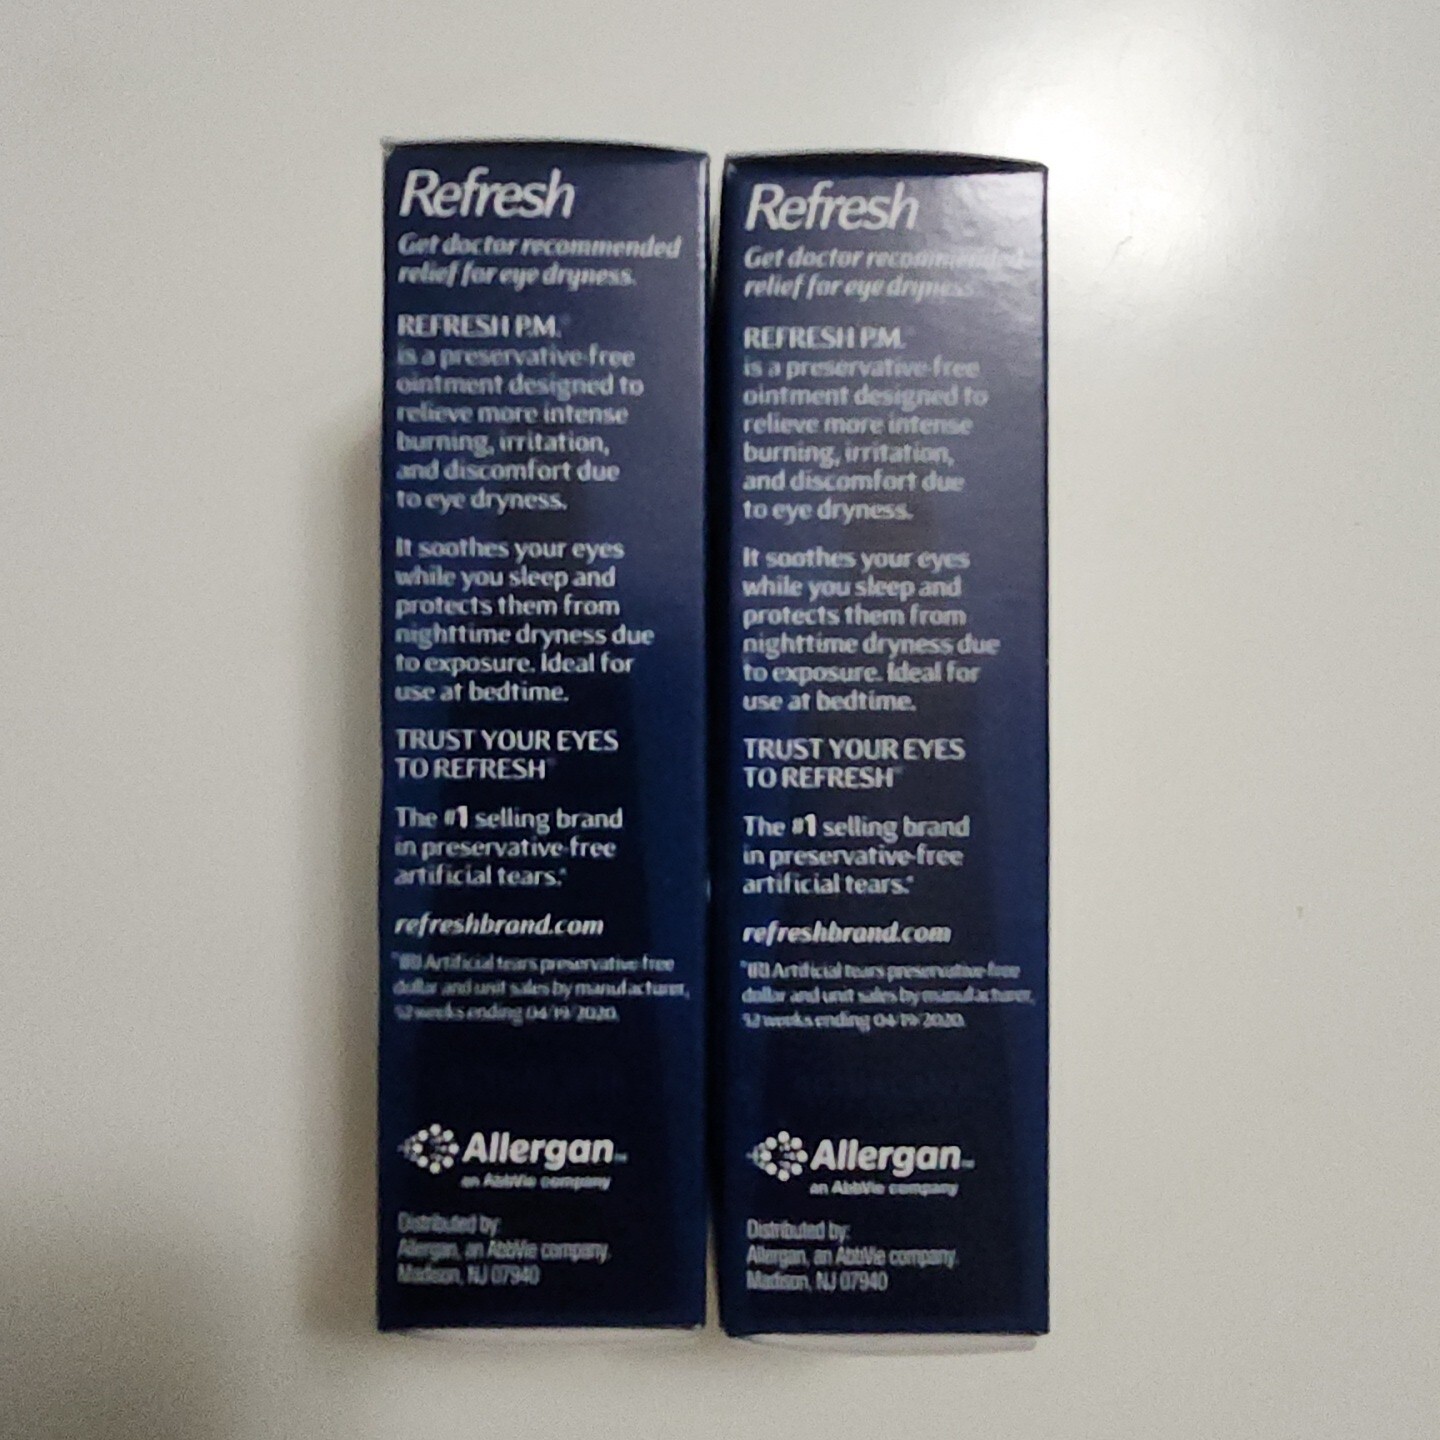 Refresh
Get doctor recommended
relief for eye dryness.
REFRESH P.M.®
is a preservative-free
ointment designed to
relieve more intense
burning, irritation,
and discomfort due
to eye dryness.
It soothes your eyes
while you sleep and
protects them from
nighttime dryness due
to exposure. Ideal for
use at bedtime.
TRUST YOUR EYES
TO REFRESH®
The #1 selling brand
in preservative-free
artificial tears.*
refreshbrand.com
*IRI Artificial tears preservative-free
dollar and unit sales by manufacturer,
52 weeks ending 04/19/2020.
Allergan™
an AbbVie company
Distributed by:
Allergan, an AbbVie company.
Madison, NJ 07940
Refresh
Get doctor recommended
relief for eye dryness.
REFRESH P.M.®
is a preservative-free
ointment designed to
relieve more intense
burning, irritation,
and discomfort due
to eye dryness.
It soothes your eyes
while you sleep and
protects them from
nighttime dryness due
to exposure. Ideal for
use at bedtime.
TRUST YOUR EYES
TO REFRESH®
The #1 selling brand
in preservative-free
artificial tears.*
refreshbrand.com
*IRI Artificial tears preservative-free
dollar and unit sales by manufacturer,
52 weeks ending 04/19/2020.
Allergan™
an AbbVie company
Distributed by:
Allergan, an AbbVie company.
Madison, NJ 07940